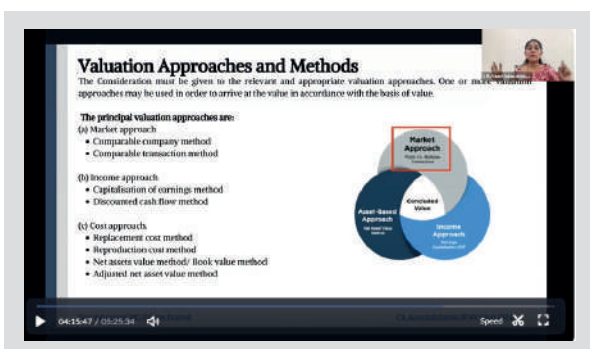 Valuation Approaches and Methods
The Consideration must be given to the relevant and appropriate valuation approaches. One or more valuation
approaches may be used in order to arrive at the value in accordance with the basis of value.
The principal valuation approaches are:
(a) Market approach
• Comparable company method
• Comparable transaction method
(b) Income approach
• Capitalisation of earnings method
• Discounted cash flow method
(c) Cost approach
• Replacement cost method
• Reproduction cost method
• Net assets value method/ Book value method
• Adjusted net asset value method
Market
Approach
Concluded
Value
Asset-Based
Approach
Income
Approach
04:15:47 / 05:25:34
Speed